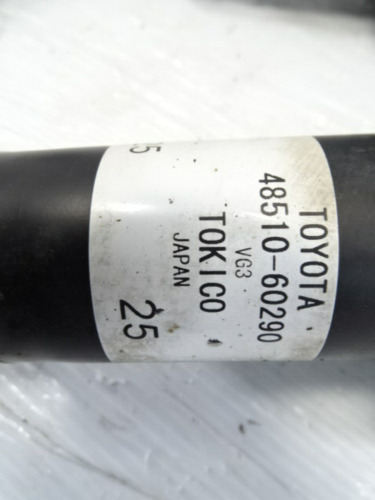 TOYOTA
48510-60290
VG3
TOKICO
JAPAN
25